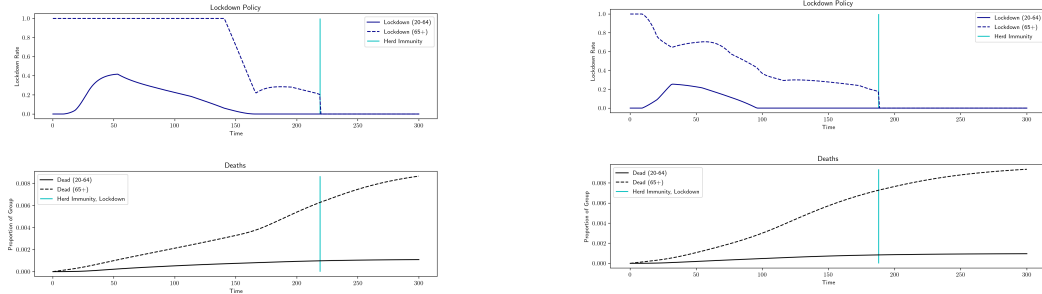 Lockdown Policy
1.0
0.8
0.6
0.4
0.2
0.0
Lockdown Rate
Lockdown (20-64)
Lockdown (65+)
Herd Immunity
0 50 100 150 200 250 300
Time
Deaths
0.008
0.006
0.004
0.002
0.000
Proportion of Group
Dead (20-64)
Dead (65+)
Herd Immunity, Lockdown
0 50 100 150 200 250 300
Time
Lockdown Policy
1.0
0.8
0.6
0.4
0.2
0.0
Lockdown Rate
Lockdown (20-64)
Lockdown (65+)
Herd Immunity
0 50 100 150 200 250 300
Time
Deaths
0.008
0.006
0.004
0.002
0.000
Proportion of Group
Dead (20-64)
Dead (65+)
Herd Immunity, Lockdown
0 50 100 150 200 250 300
Time